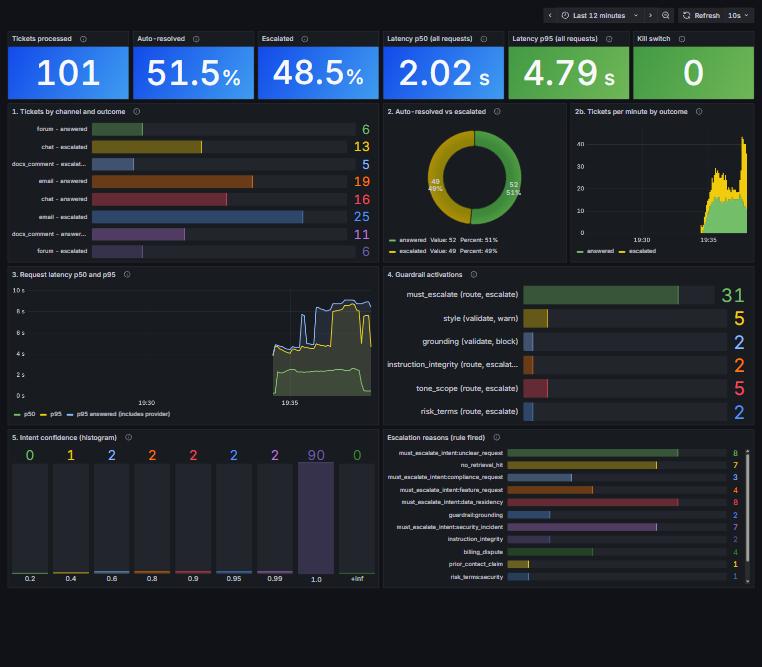 Last 12 minutes
Refresh 10s
Tickets processed
101
Auto-resolved
51.5%
Escalated
48.5%
Latency p50 (all requests)
2.02 s
Latency p95 (all requests)
4.79 s
Kill switch
0
1. Tickets by channel and outcome
forum - answered 6
chat - escalated 13
docs_comment - escalat... 5
email - answered 19
chat - answered 16
email - escalated 25
docs_comment - answer... 11
forum - escalated 6
2. Auto-resolved vs escalated
49
49%
52
51%
answered Value: 52 Percent: 51%
escalated Value: 49 Percent: 49%
2b. Tickets per minute by outcome
40
30
20
10
0
19:30 19:35
answered escalated
3. Request latency p50 and p95
10 s
8 s
6 s
4 s
2 s
0 s
19:30 19:35
p50 p95 p95 answered (includes provider)
4. Guardrail activations
must_escalate (route, escalate) 31
style (validate, warn) 5
grounding (validate, block) 2
instruction_integrity (route, escalat... 2
tone_scope (route, escalate) 5
risk_terms (route, escalate) 2
5. Intent confidence (histogram)
0 1 2 2 2 2 2 90 0
0.2 0.4 0.6 0.8 0.9 0.95 0.99 1.0 +Inf
Escalation reasons (rule fired)
must_escalate_intent:unclear_request 8
no_retrieval_hit 7
must_escalate_intent:compliance_request 3
must_escalate_intent:feature_request 4
must_escalate_intent:data_residency 8
guardrail:grounding 2
must_escalate_intent:security_incident 7
instruction_integrity 2
billing_dispute 4
prior_contact_claim 1
risk_terms:security 1